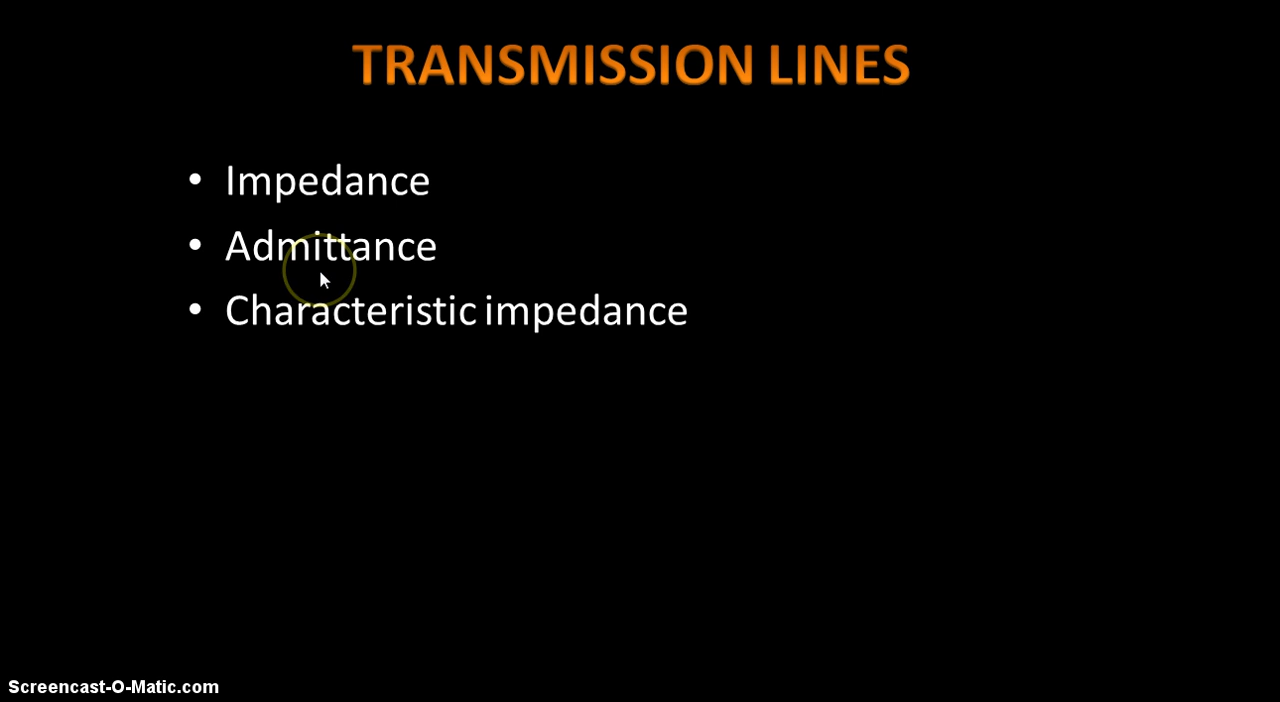 TRANSMISSION LINES
• Impedance
• Admittance
• Characteristic impedance
Screencast-O-Matic.com